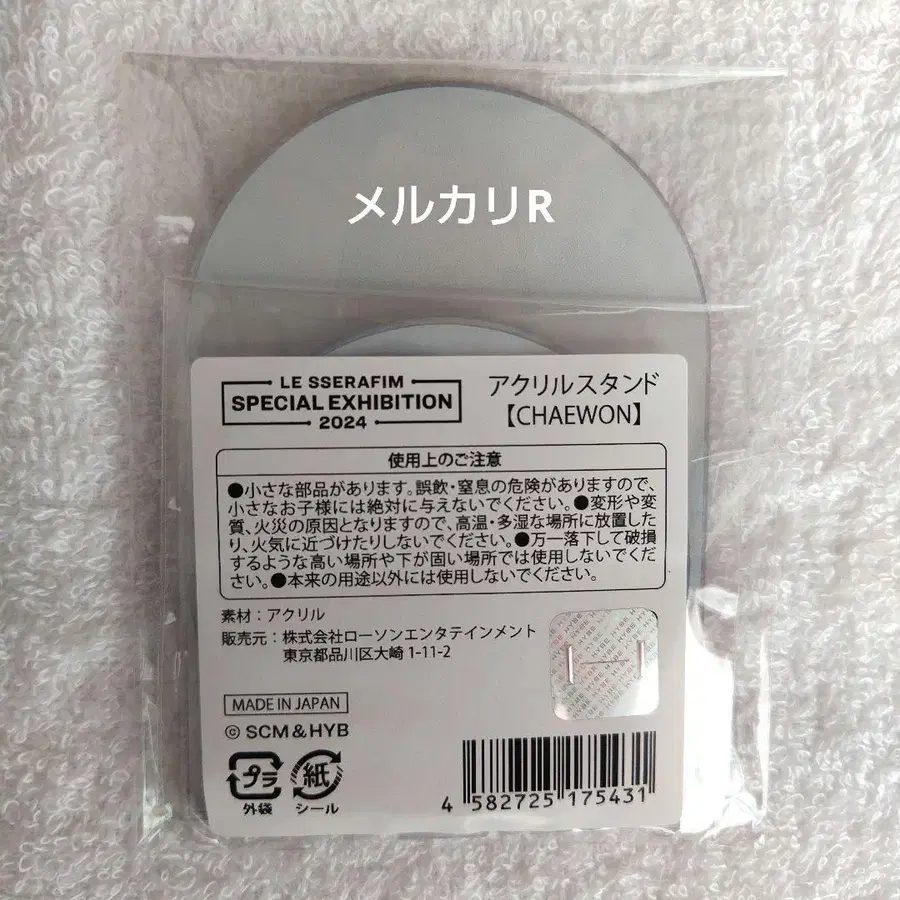 メルカリR
LE SSERAFIM
SPECIAL EXHIBITION
2024
アクリルスタンド
【CHAEWON】
使用上のご注意
●小さな部品があります。誤飲・窒息の危険がありますので、
小さなお子様には絶対に与えないでください。●変形や変
質、火災の原因となりますので、高温・多湿な場所に放置した
り、火気に近づけたりしないでください。●万一落下して破損
するような高い場所や下が固い場所では使用しないでくだ
さい。●本来の用途以外には使用しないでください。
素材：アクリル
販売元：株式会社ローソンエンタテインメント
東京都品川区大崎 1-11-2
HYBE HYBE HYBE HYBE
MADE IN JAPAN
© SCM & HYB
プラ
外袋
紙
シール
4 582725 175431